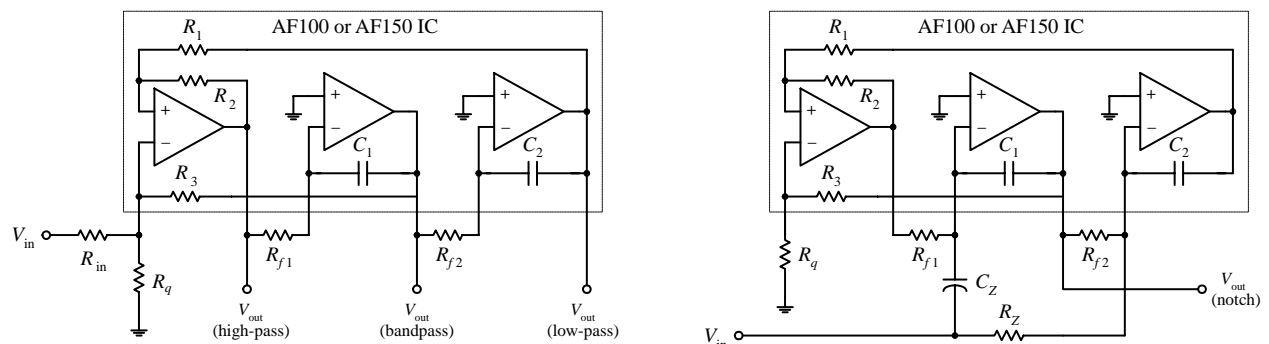 AF100 or AF150 IC
R1
R2
+
−
+
−
+
−
C1
C2
R3
Vin
Rin
Rq
Rf1
Rf2
Vout
(high-pass)
Vout
(bandpass)
Vout
(low-pass)
AF100 or AF150 IC
R1
R2
+
−
+
−
+
−
C1
C2
R3
Rq
Rf1
Rf2
CZ
Vout
(notch)
RZ
Vin